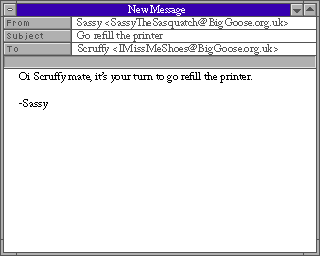 New Message
From Sassy <SassyTheSasquatch@BigGoose.org.uk>
Subject Go refill the printer
To Scruffy <IMissMeShoes@BigGoose.org.uk>
Oi Scruffy mate, it's your turn to go refill the printer.
-Sassy